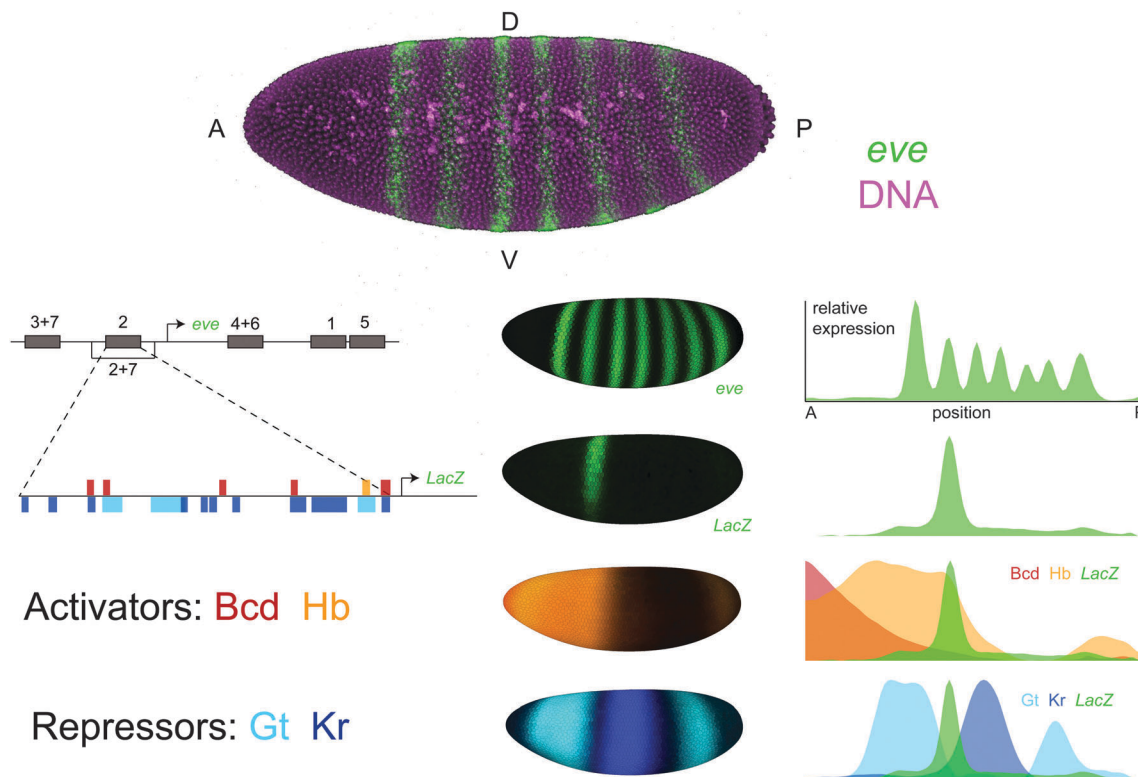 D
A
P
eve
DNA
V
3+7
2
eve
4+6
1
5
2+7
eve
relative
expression
A
position
P
LacZ
LacZ
Activators: Bcd Hb
Bcd Hb LacZ
Repressors: Gt Kr
Gt Kr LacZ